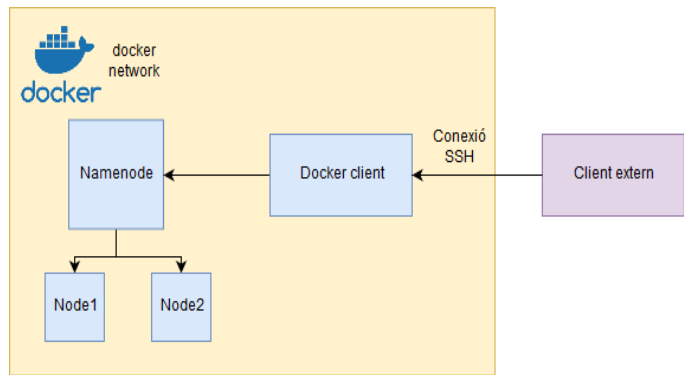 docker
network
docker
Namenode
Docker client
Conexió
SSH
Client extern
Node1
Node2